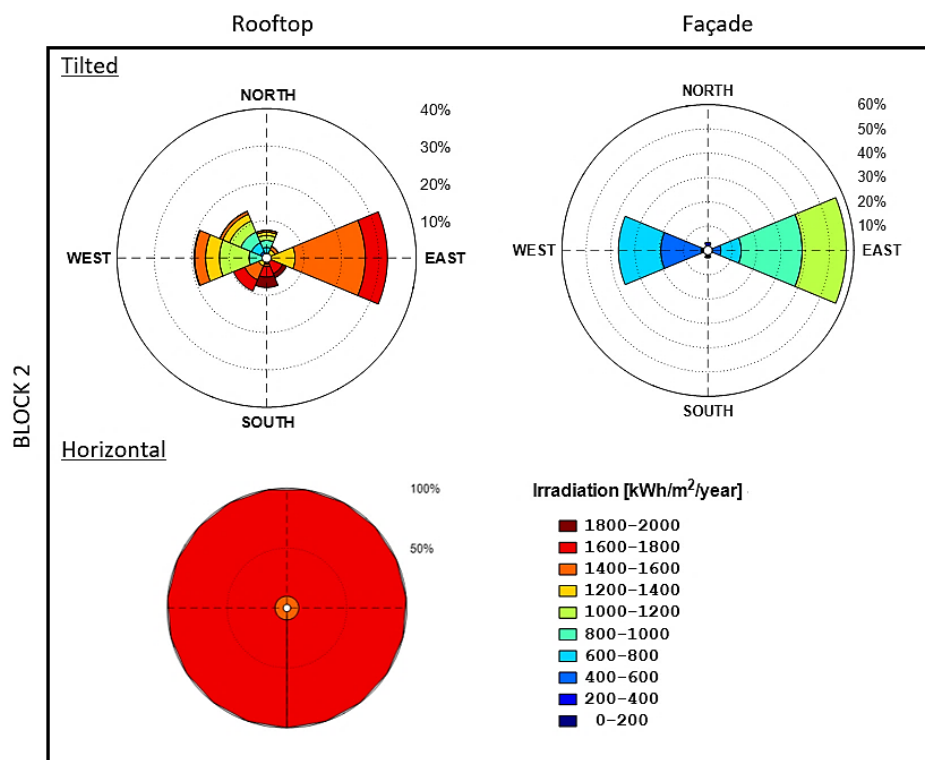 Rooftop
Façade
Tilted
NORTH
40%
30%
20%
10%
WEST
EAST
SOUTH
NORTH
60%
50%
40%
30%
20%
10%
WEST
EAST
SOUTH
BLOCK 2
Horizontal
100%
50%
Irradiation [kWh/m²/year]
1800-2000
1600-1800
1400-1600
1200-1400
1000-1200
800-1000
600-800
400-600
200-400
0-200